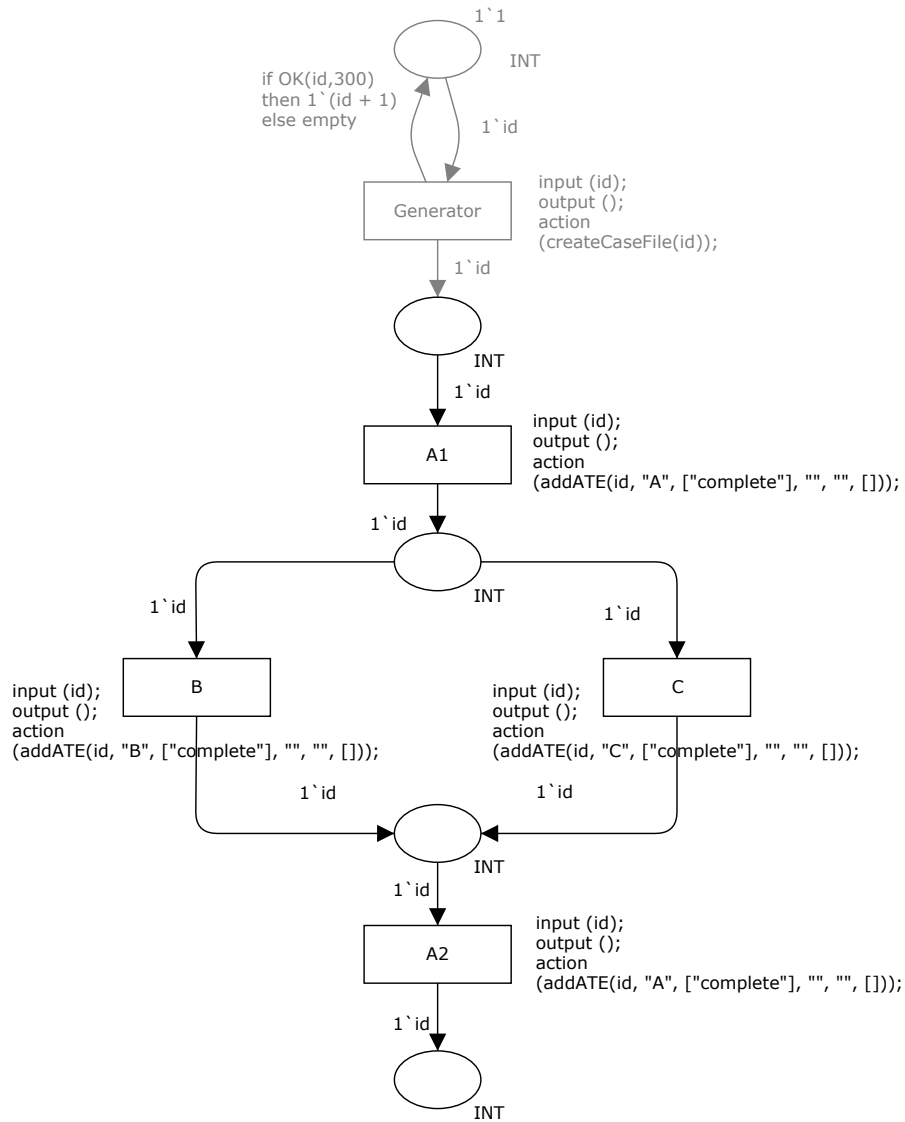 1`1
INT
if OK(id,300)
then 1`(id + 1)
else empty
1`id
Generator
input (id);
output ();
action
(createCaseFile(id));
1`id
INT
1`id
A1
input (id);
output ();
action
(addATE(id, "A", ["complete"], "", "", []));
1`id
INT
1`id
1`id
B
input (id);
output ();
action
(addATE(id, "B", ["complete"], "", "", []));
C
input (id);
output ();
action
(addATE(id, "C", ["complete"], "", "", []));
1`id
1`id
INT
1`id
A2
input (id);
output ();
action
(addATE(id, "A", ["complete"], "", "", []));
1`id
INT